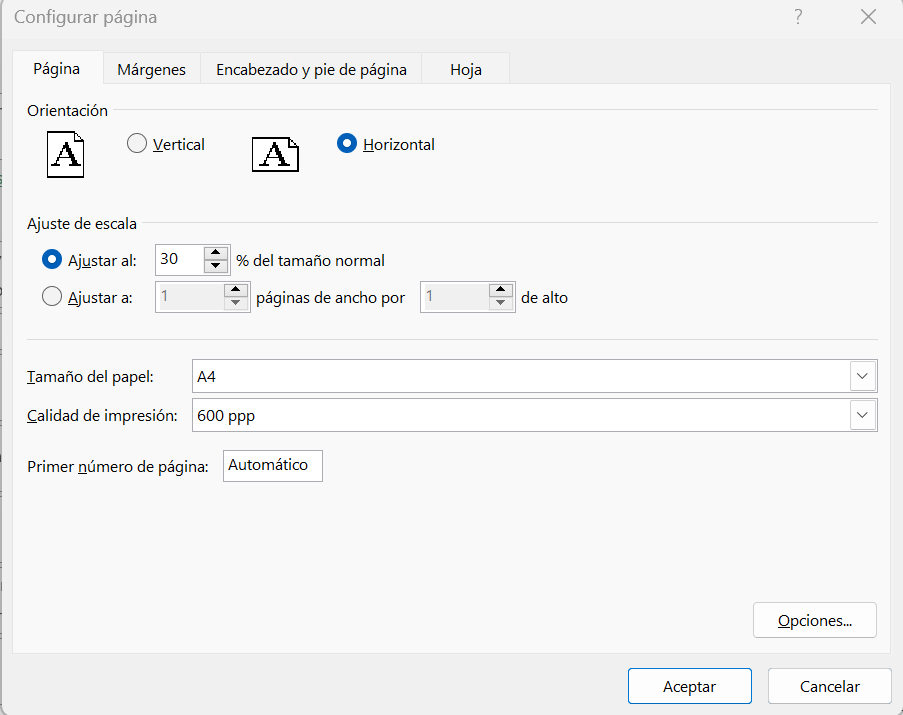 Configurar página ?
Página Márgenes Encabezado y pie de página Hoja
Orientación
A Vertical A Horizontal
Ajuste de escala
Ajustar al: 30 % del tamaño normal
Ajustar a: 1 páginas de ancho por 1 de alto
Tamaño del papel: A4
Calidad de impresión: 600 ppp
Primer número de página: Automático
Opciones...
Aceptar Cancelar